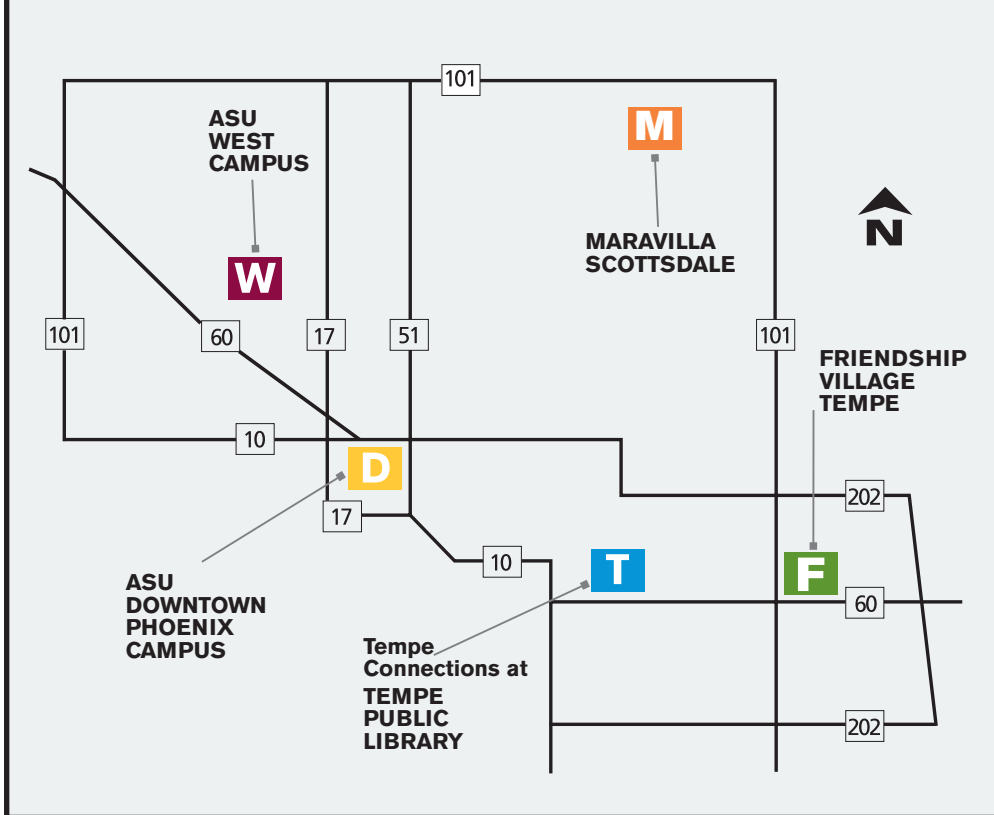 101
ASU
WEST
CAMPUS
M
N
MARAVILLA
SCOTTSDALE
W
101
60
17
51
101
FRIENDSHIP
VILLAGE
TEMPE
10
D
202
17
10
T
F
ASU
DOWNTOWN
PHOENIX
CAMPUS
60
Tempe
Connections at
TEMPE
PUBLIC
LIBRARY
202